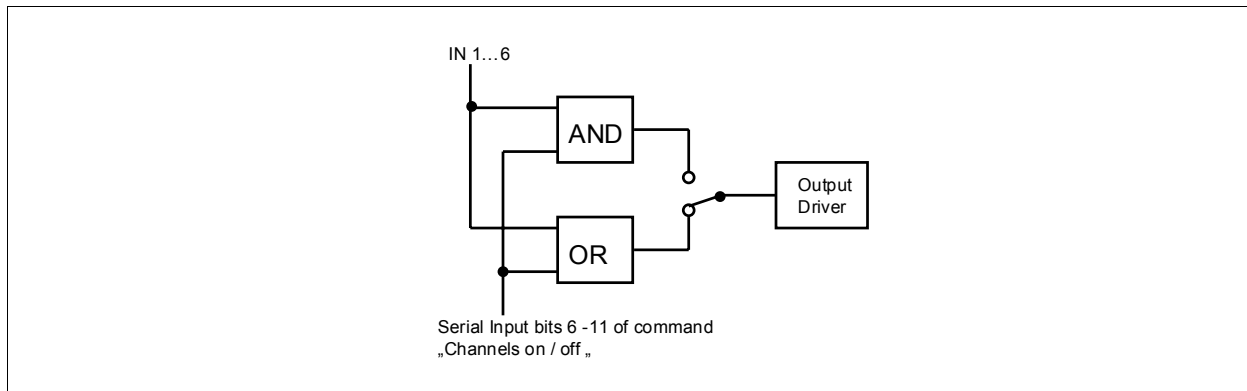 IN 1...6
AND
Output
Driver
OR
Serial Input bits 6 -11 of command
„Channels on / off „